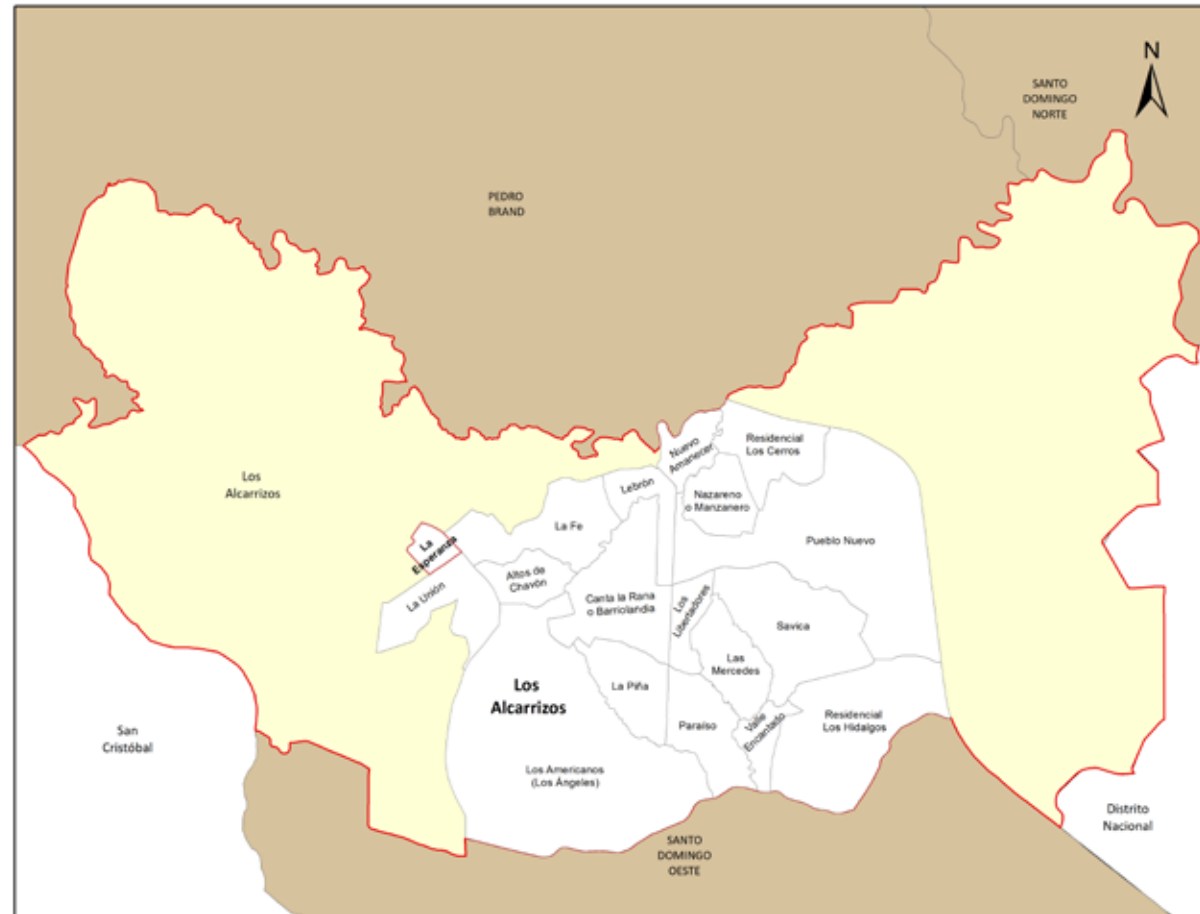 N
SANTO
DOMINGO
NORTE
PEDRO
BRAND
Nuevo
Amanecer
Residencial
Los Cerros
Los
Alcarrizos
Lebrón
Nazareno
o Manzanero
La Fe
Pueblo Nuevo
La
Esperanza
Altos de
Chavón
La Unión
Canta la Rana
o Barriolandia
Los
Libertadores
Savica
Las
Mercedes
Los
Alcarrizos
La Piña
Paraíso
Valle
Encantado
Residencial
Los Hidalgos
San
Cristóbal
Los Americanos
(Los Ángeles)
Distrito
Nacional
SANTO
DOMINGO
OESTE